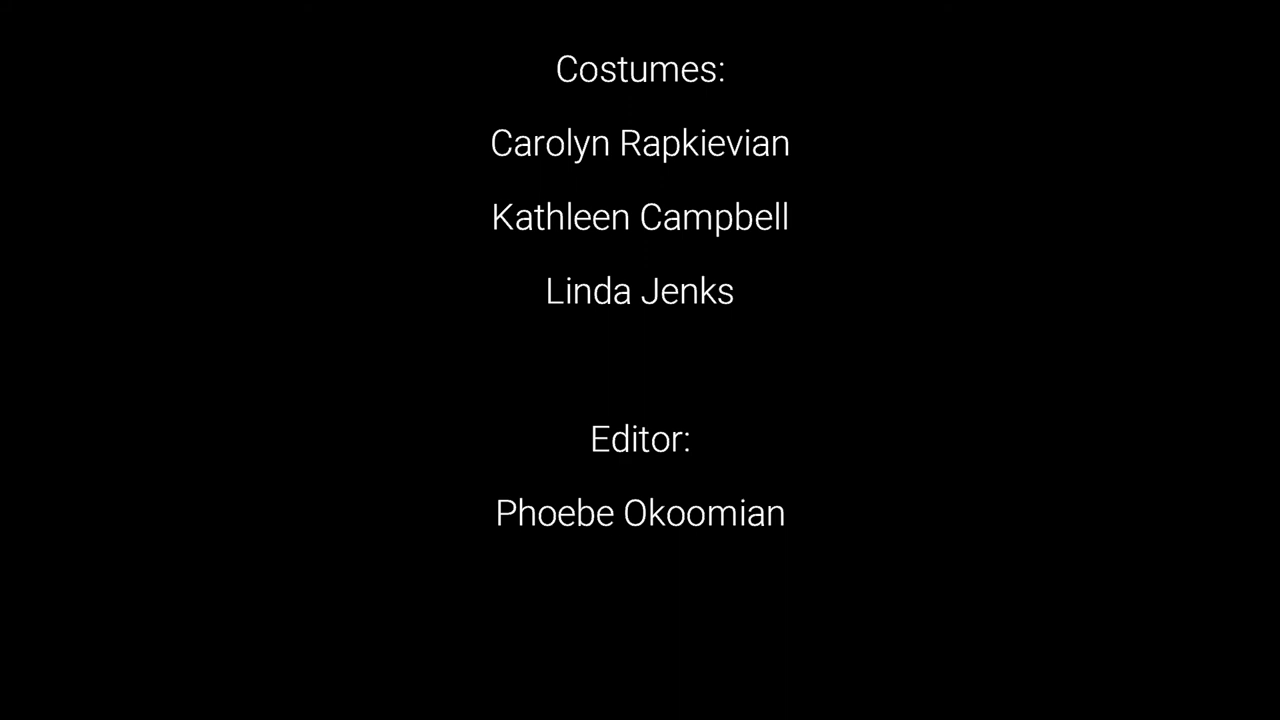 Costumes:
Carolyn Rapkievian
Kathleen Campbell
Linda Jenks
Editor:
Phoebe Okoomian